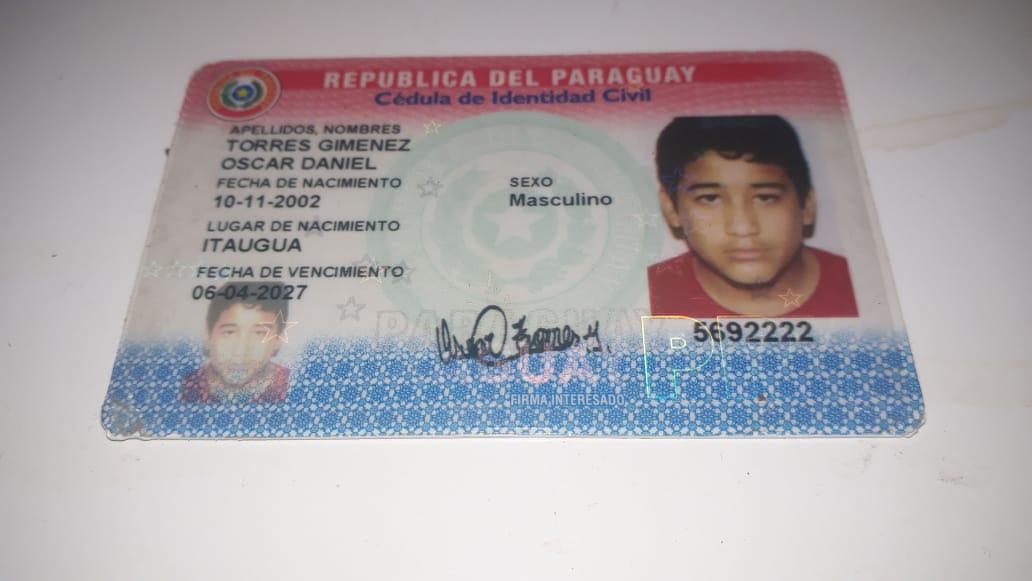 REPUBLICA DEL PARAGUAY
Cédula de Identidad Civil
APELLIDOS, NOMBRES
TORRES GIMENEZ
OSCAR DANIEL
FECHA DE NACIMIENTO
10-11-2002
SEXO
Masculino
LUGAR DE NACIMIENTO
ITAUGUA
FECHA DE VENCIMIENTO
06-04-2027
PARAGUAY
5692222
Oscar Torres G.
FIRMA INTERESADO